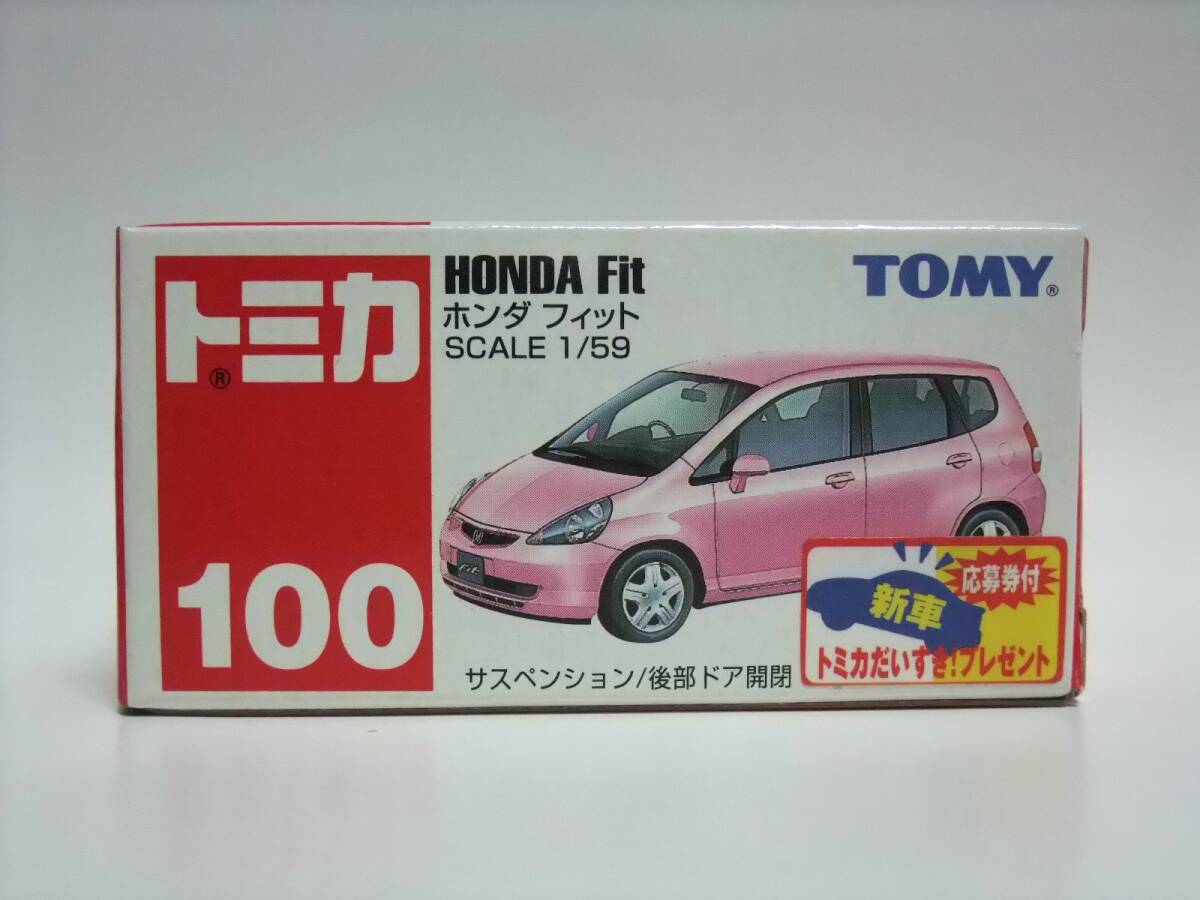 トミカ®
100
HONDA Fit
ホンダ フィット
SCALE 1/59
TOMY®
Fit
サスペンション/後部ドア開閉
応募券付
新車
トミカだいすき!プレゼント